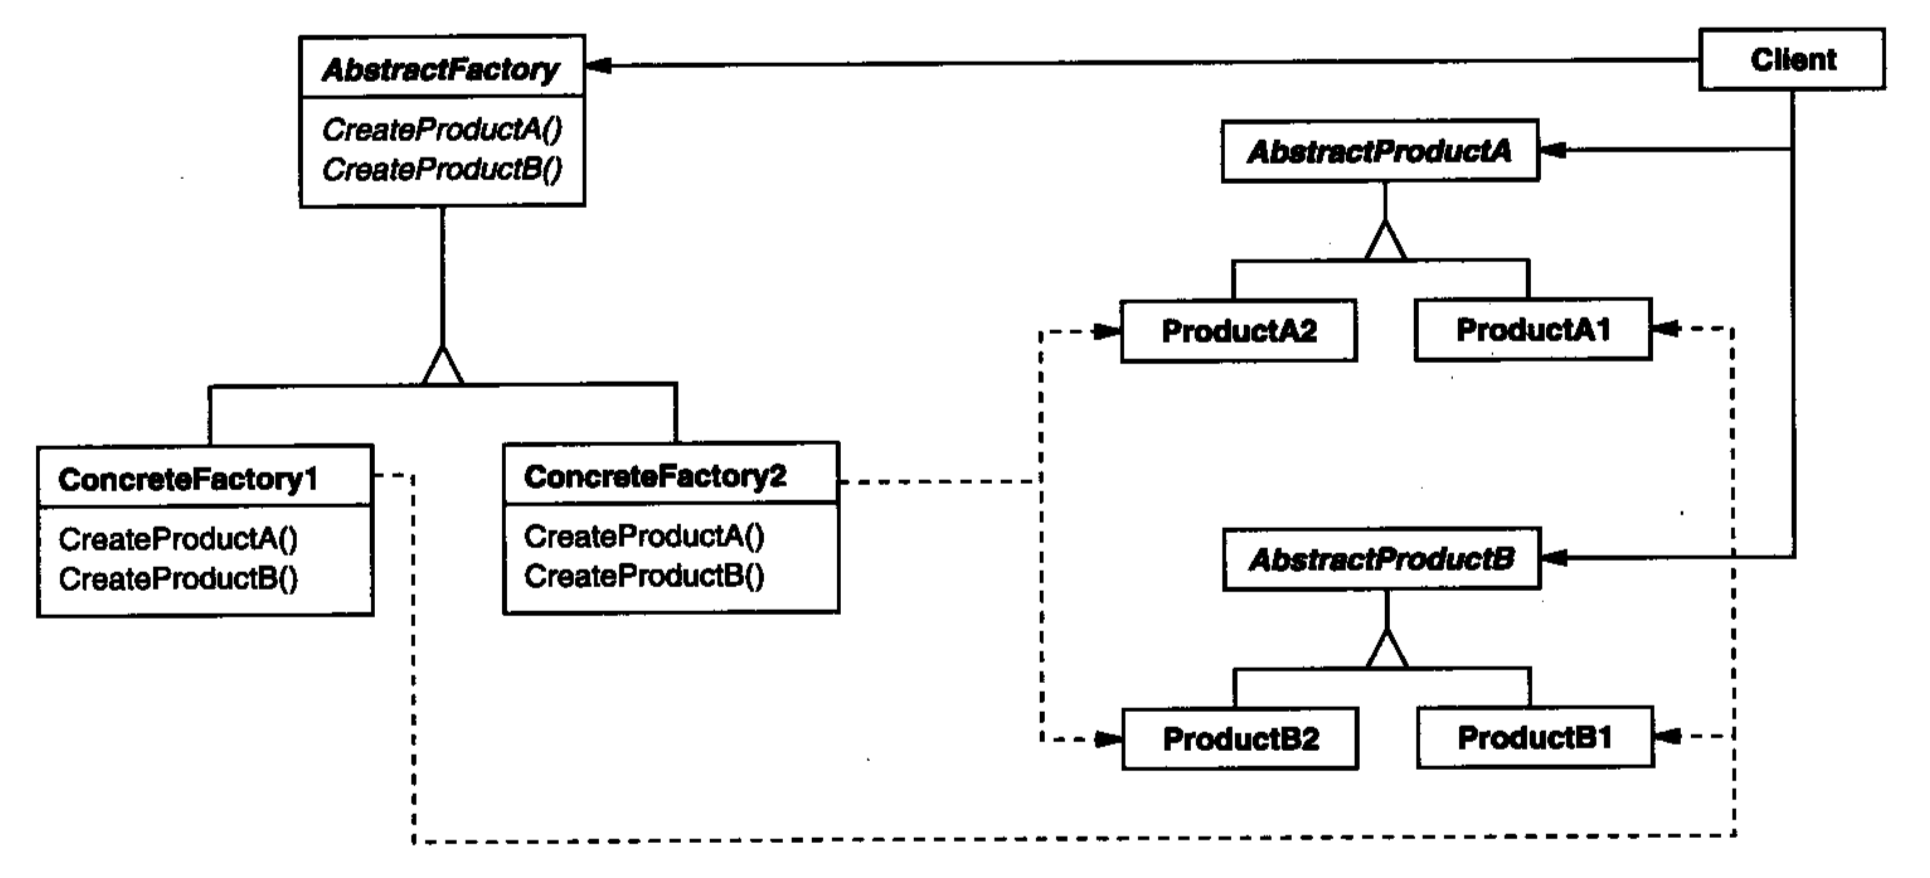 AbstractFactory
CreateProductA()
CreateProductB()
Client
AbstractProductA
ProductA2
ProductA1
ConcreteFactory1
CreateProductA()
CreateProductB()
ConcreteFactory2
CreateProductA()
CreateProductB()
AbstractProductB
ProductB2
ProductB1